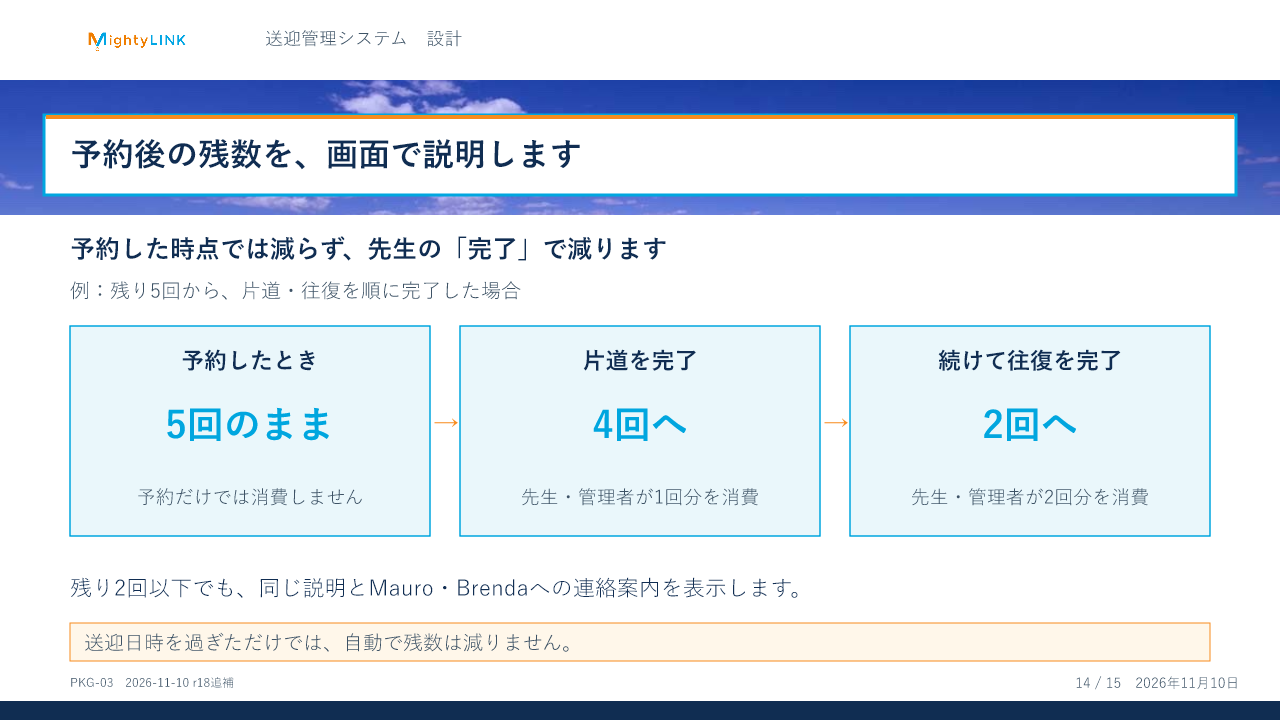 MightyLINK
送迎管理システム　設計
予約後の残数を、画面で説明します
予約した時点では減らず、先生の「完了」で減ります
例：残り5回から、片道・往復を順に完了した場合
予約したとき
5回のまま
予約だけでは消費しません
→
片道を完了
4回へ
先生・管理者が1回分を消費
→
続けて往復を完了
2回へ
先生・管理者が2回分を消費
残り2回以下でも、同じ説明とMauro・Brendaへの連絡案内を表示します。
送迎日時を過ぎただけでは、自動で残数は減りません。
PKG-03　2026-11-10 r18追補
14 / 15　2026年11月10日